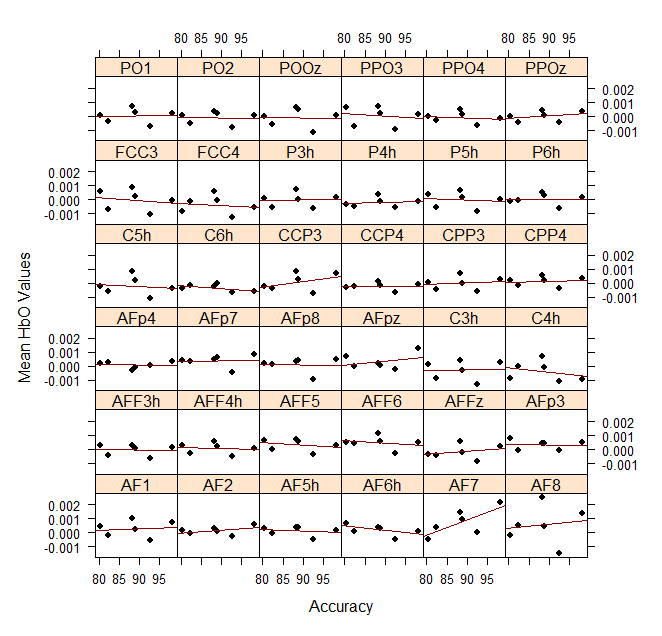 80 85 90 95 80 85 90 95 80 85 90 95
PO1 PO2 POOz PPO3 PPO4 PPOz
0.002
0.001
0.000
-0.001
FCC3 FCC4 P3h P4h P5h P6h
0.002
0.001
0.000
-0.001
C5h C6h CCP3 CCP4 CPP3 CPP4
0.002
0.001
0.000
-0.001
AFp4 AFp7 AFp8 AFpz C3h C4h
0.002
0.001
0.000
-0.001
AFF3h AFF4h AFF5 AFF6 AFFz AFp3
0.002
0.001
0.000
-0.001
AF1 AF2 AF5h AF6h AF7 AF8
0.002
0.001
0.000
-0.001
80 85 90 95 80 85 90 95 80 85 90 95
Accuracy
Mean HbO Values